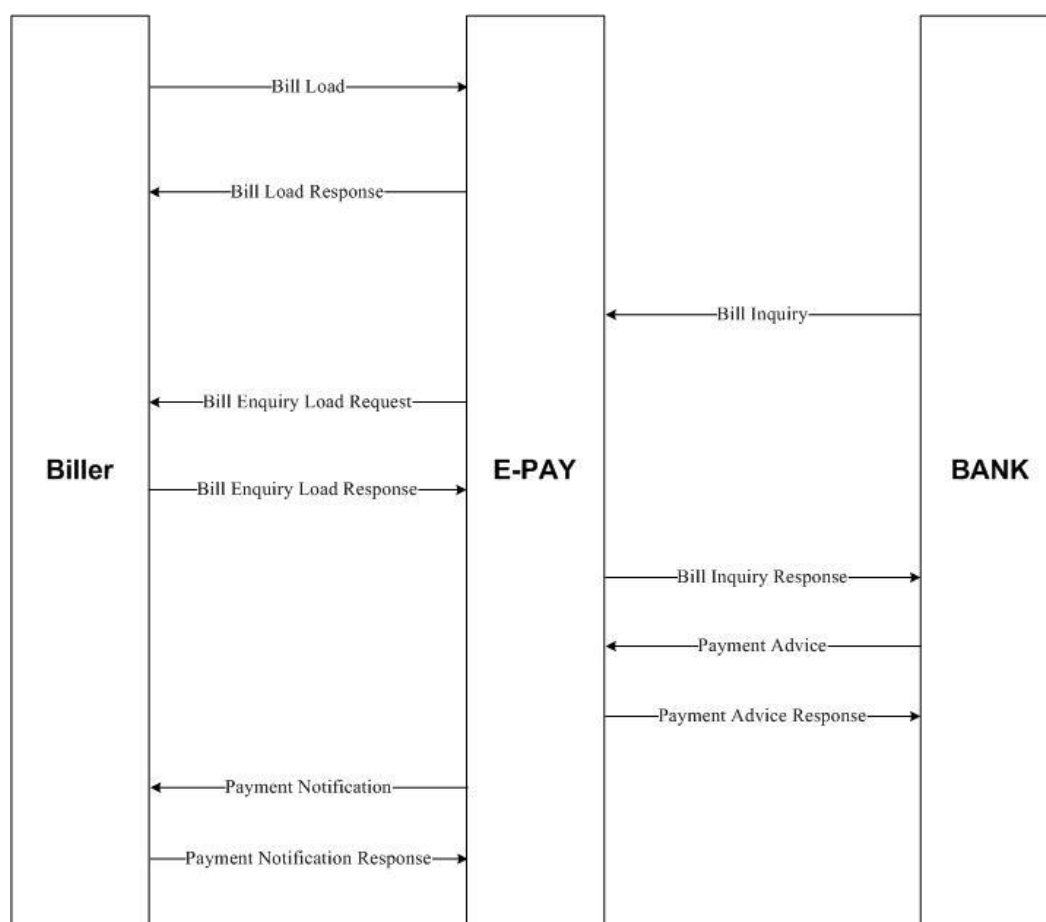 Bill Load
Bill Load Response
Bill Inquiry
Bill Enquiry Load Request
Biller
E-PAY
BANK
Bill Enquiry Load Response
Bill Inquiry Response
Payment Advice
Payment Advice Response
Payment Notification
Payment Notification Response